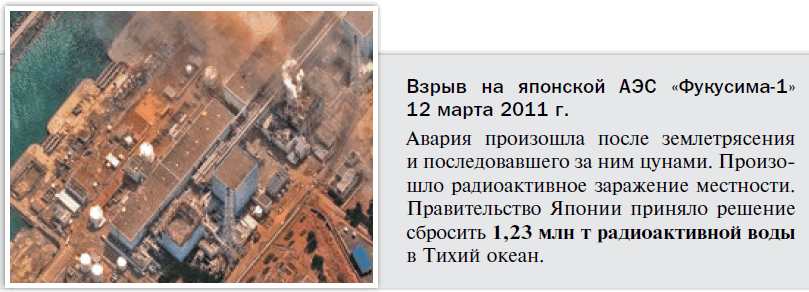 Взрыв на японской АЭС «Фукусима-1»
12 марта 2011 г.
Авария произошла после землетрясения
и последовавшего за ним цунами. Произо-
шло радиоактивное заражение местности.
Правительство Японии приняло решение
сбросить 1,23 млн т радиоактивной воды
в Тихий океан.